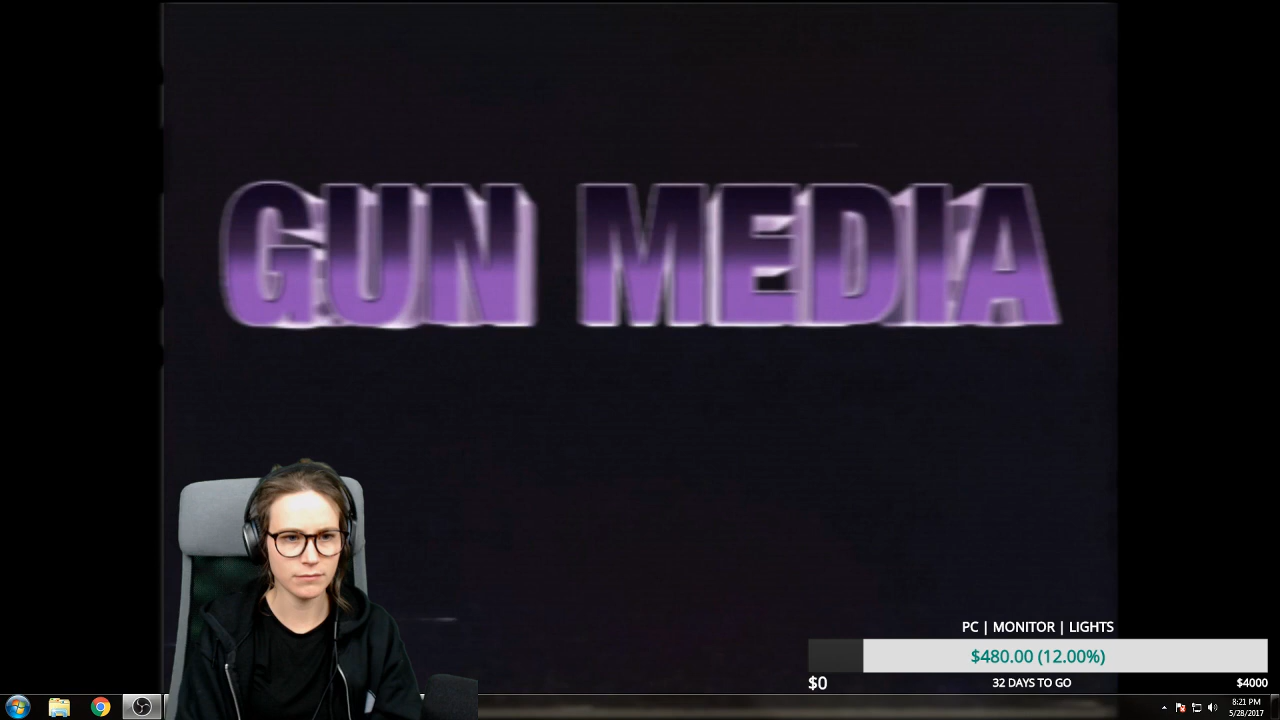 GUN MEDIA
PC | MONITOR | LIGHTS
$480.00 (12.00%)
$0
32 DAYS TO GO
$4000
8:21 PM
5/28/2017